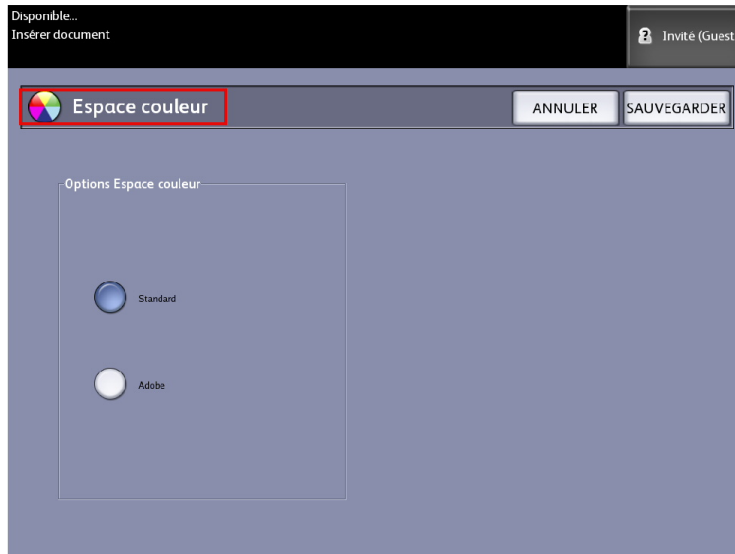 Disponible...
Insérer document
Invité (Guest
Espace couleur
ANNULER
SAUVEGARDER
Options Espace couleur
Standard
Adobe